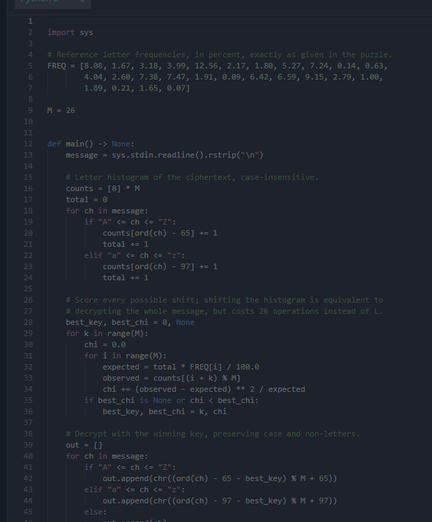 import sys
# Reference letter frequencies, in percent, exactly as given in the puzzle.
FREQ = [8.08, 1.67, 3.18, 3.99, 12.56, 2.17, 1.80, 5.27, 7.24, 0.14, 0.63,
4.04, 2.60, 7.38, 7.47, 1.91, 0.09, 6.42, 6.59, 9.15, 2.79, 1.00,
1.89, 0.21, 1.65, 0.07]
M = 26
def main() -> None:
message = sys.stdin.readline().rstrip("\n")
# Letter histogram of the ciphertext, case-insensitive.
counts = [0] * M
total = 0
for ch in message:
if "A" <= ch <= "Z":
counts[ord(ch) - 65] += 1
total += 1
elif "a" <= ch <= "z":
counts[ord(ch) - 97] += 1
total += 1
# Score every possible shift; shifting the histogram is equivalent to
# decrypting the whole message, but costs 26 operations instead of L.
best_key, best_chi = 0, None
for k in range(M):
chi = 0.0
for i in range(M):
expected = total * FREQ[i] / 100.0
observed = counts[(i + k) % M]
chi += (observed - expected) ** 2 / expected
if best_chi is None or chi < best_chi:
best_key, best_chi = k, chi
# Decrypt with the winning key, preserving case and non-letters.
out = []
for ch in message:
if "A" <= ch <= "Z":
out.append(chr((ord(ch) - 65 - best_key) % M + 65))
elif "a" <= ch <= "z":
out.append(chr((ord(ch) - 97 - best_key) % M + 97))
else: